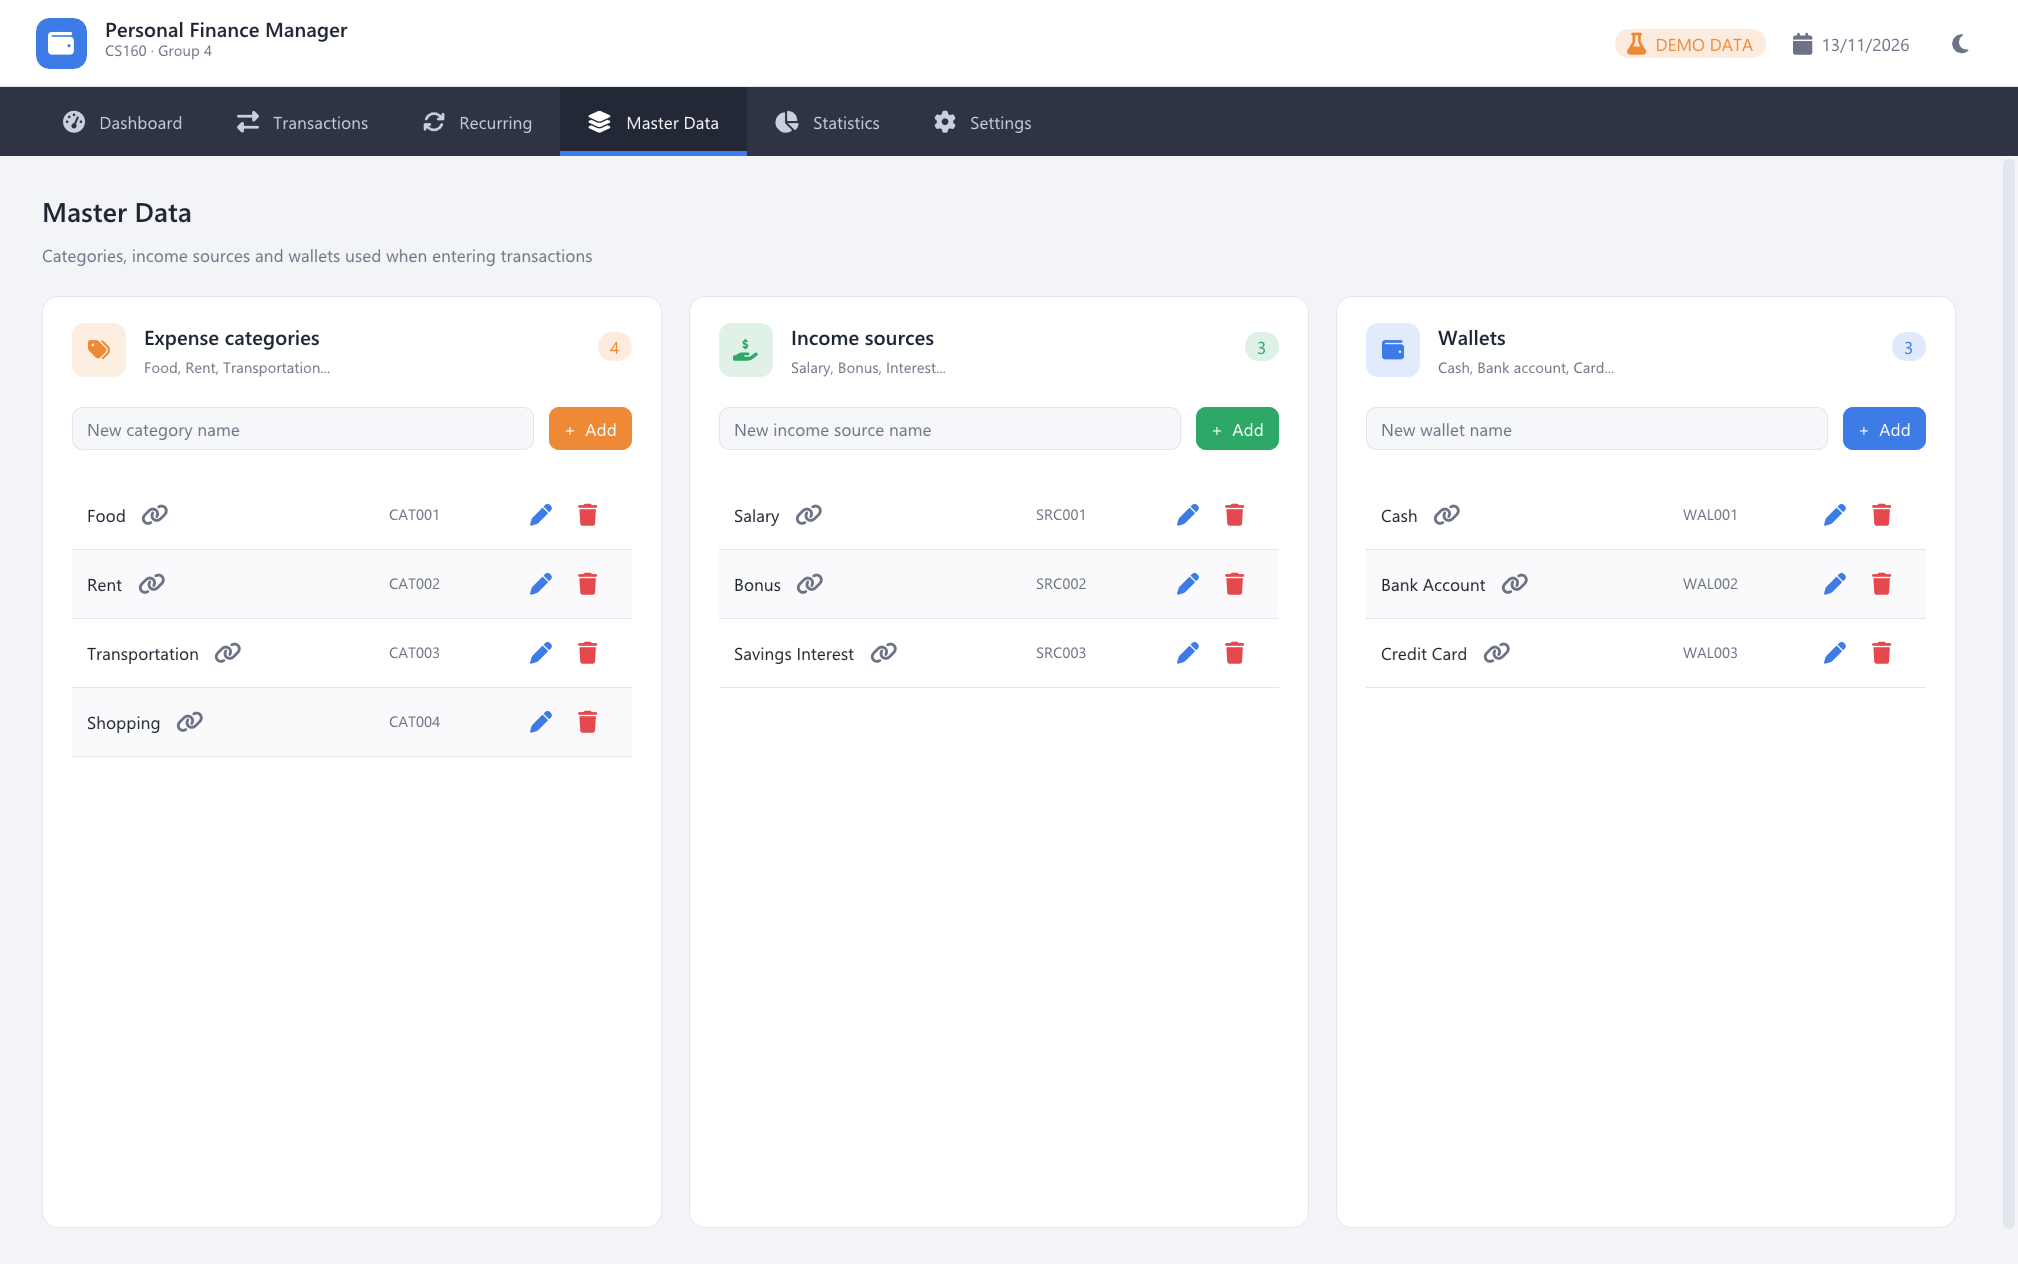 Personal Finance Manager
CS160 · Group 4
DEMO DATA
13/11/2026
Dashboard
Transactions
Recurring
Master Data
Statistics
Settings
Master Data
Categories, income sources and wallets used when entering transactions
Expense categories
Food, Rent, Transportation...
4
New category name
+ Add
Food CAT001
Rent CAT002
Transportation CAT003
Shopping CAT004
Income sources
Salary, Bonus, Interest...
3
New income source name
+ Add
Salary SRC001
Bonus SRC002
Savings Interest SRC003
Wallets
Cash, Bank account, Card...
3
New wallet name
+ Add
Cash WAL001
Bank Account WAL002
Credit Card WAL003